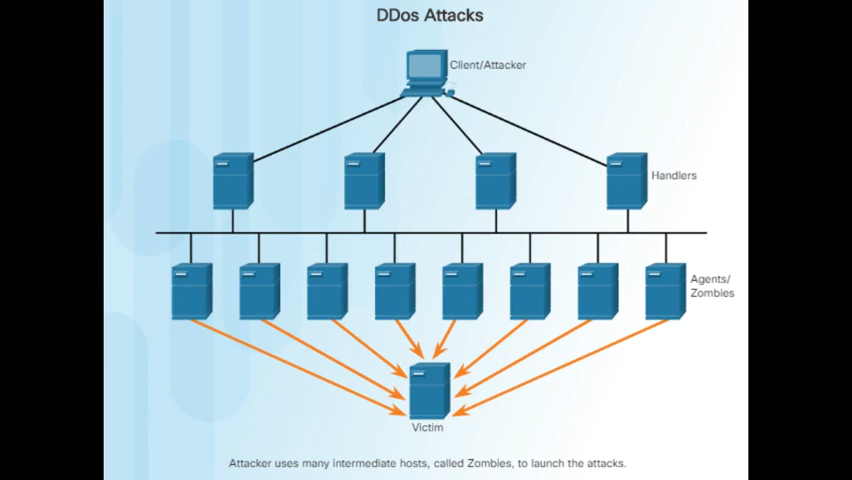 DDos Attacks
Client/Attacker
Handlers
Agents/
Zombies
Victim
Attacker uses many intermediate hosts, called Zombies, to launch the attacks.